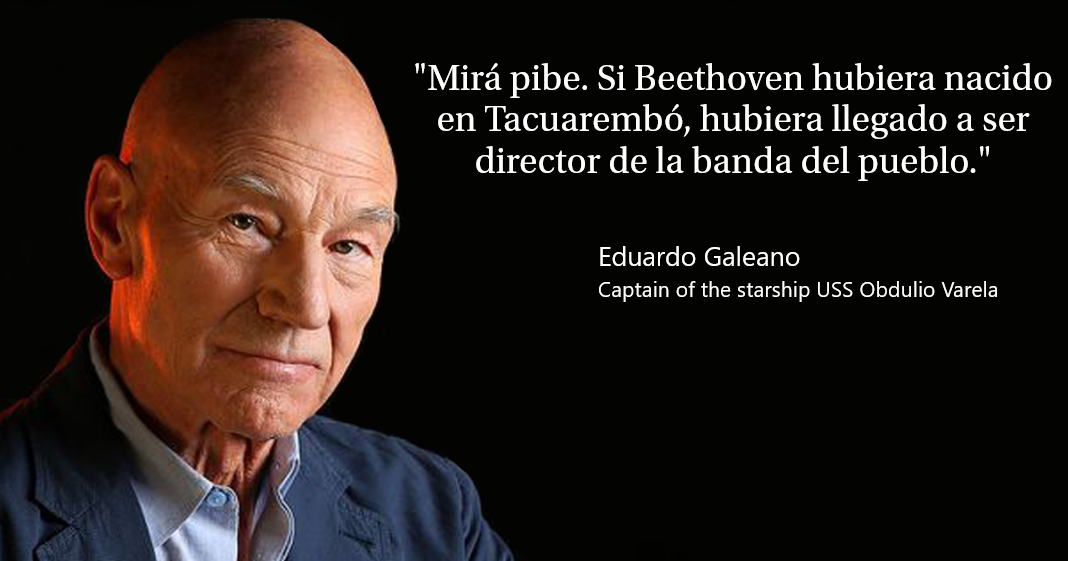 "Mirá pibe. Si Beethoven hubiera nacido
en Tacuarembó, hubiera llegado a ser
director de la banda del pueblo."
Eduardo Galeano
Captain of the starship USS Obdulio Varela